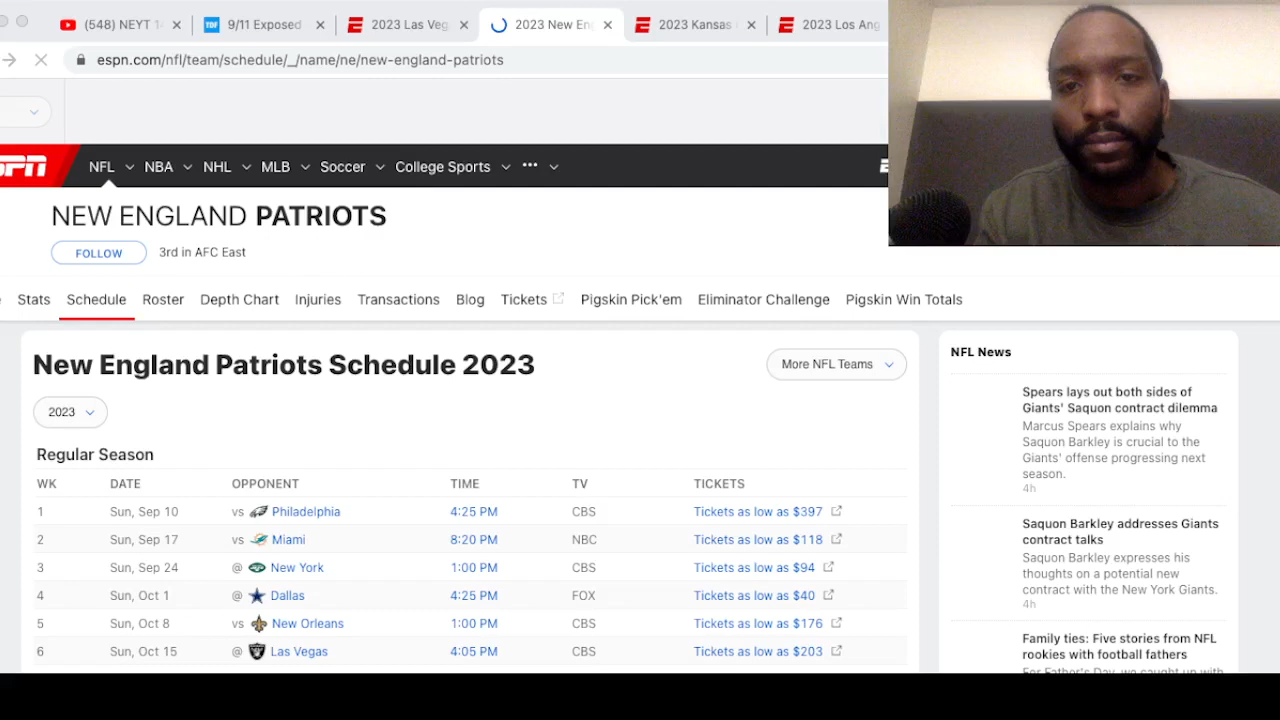 (548) NEYT 1
9/11 Exposed
2023 Las Veg
2023 New En
2023 Kansas
2023 Los Ang
espn.com/nfl/team/schedule/_/name/ne/new-england-patriots
ESPN
NFL NBA NHL MLB Soccer College Sports •••
NEW ENGLAND PATRIOTS
FOLLOW 3rd in AFC East
Stats Schedule Roster Depth Chart Injuries Transactions Blog Tickets Pigskin Pick'em Eliminator Challenge Pigskin Win Totals
New England Patriots Schedule 2023
More NFL Teams
2023
Regular Season
WK DATE OPPONENT TIME TV TICKETS
1 Sun, Sep 10 vs Philadelphia 4:25 PM CBS Tickets as low as $397
2 Sun, Sep 17 vs Miami 8:20 PM NBC Tickets as low as $118
3 Sun, Sep 24 @ New York 1:00 PM CBS Tickets as low as $94
4 Sun, Oct 1 @ Dallas 4:25 PM FOX Tickets as low as $40
5 Sun, Oct 8 vs New Orleans 1:00 PM CBS Tickets as low as $176
6 Sun, Oct 15 @ Las Vegas 4:05 PM CBS Tickets as low as $203
NFL News
Spears lays out both sides of
Giants' Saquon contract dilemma
Marcus Spears explains why
Saquon Barkley is crucial to the
Giants' offense progressing next
season.
4h
Saquon Barkley addresses Giants
contract talks
Saquon Barkley expresses his
thoughts on a potential new
contract with the New York Giants.
4h
Family ties: Five stories from NFL
rookies with football fathers
For Father's Day, we caught up with